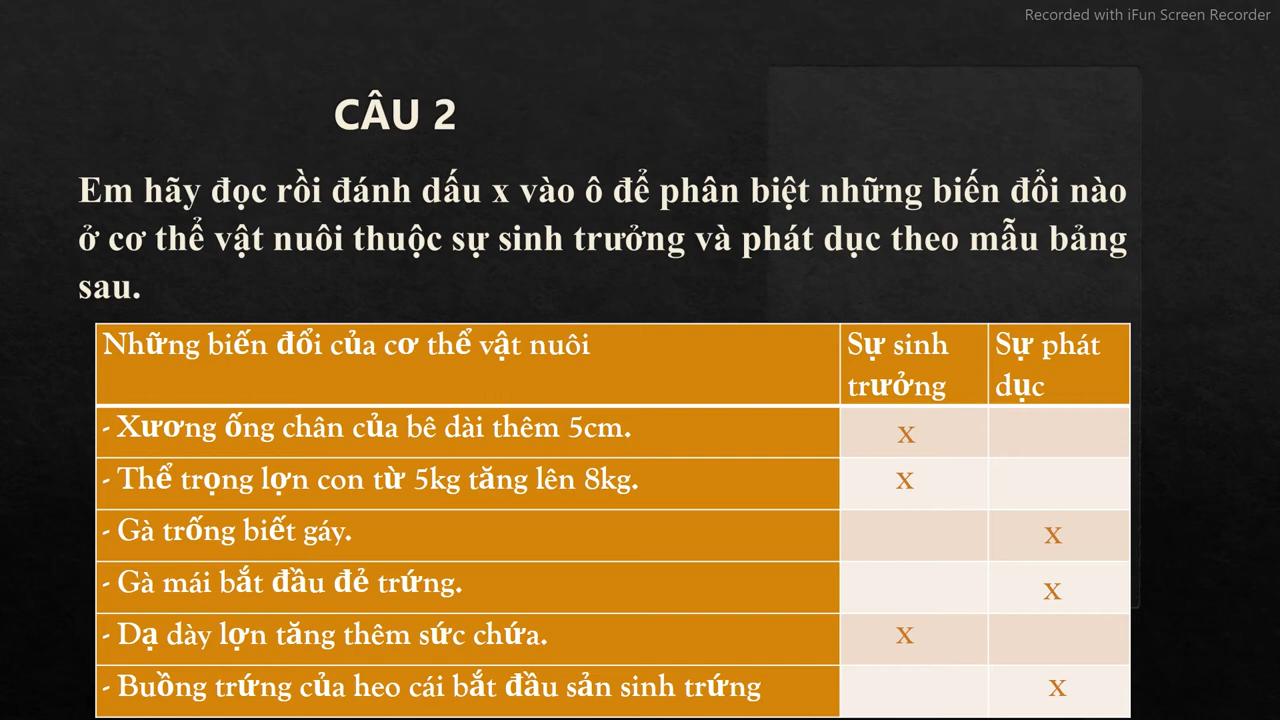 Recorded with iFun Screen Recorder
CÂU 2
Em hãy đọc rồi đánh dấu x vào ô để phân biệt những biến đổi nào
ở cơ thể vật nuôi thuộc sự sinh trưởng và phát dục theo mẫu bảng
sau.
Những biến đổi của cơ thể vật nuôi
Sự sinh
trưởng
Sự phát
dục
- Xương ống chân của bê dài thêm 5cm.
x
- Thể trọng lợn con từ 5kg tăng lên 8kg.
x
- Gà trống biết gáy.
x
- Gà mái bắt đầu đẻ trứng.
x
- Dạ dày lợn tăng thêm sức chứa.
x
- Buồng trứng của heo cái bắt đầu sản sinh trứng
x